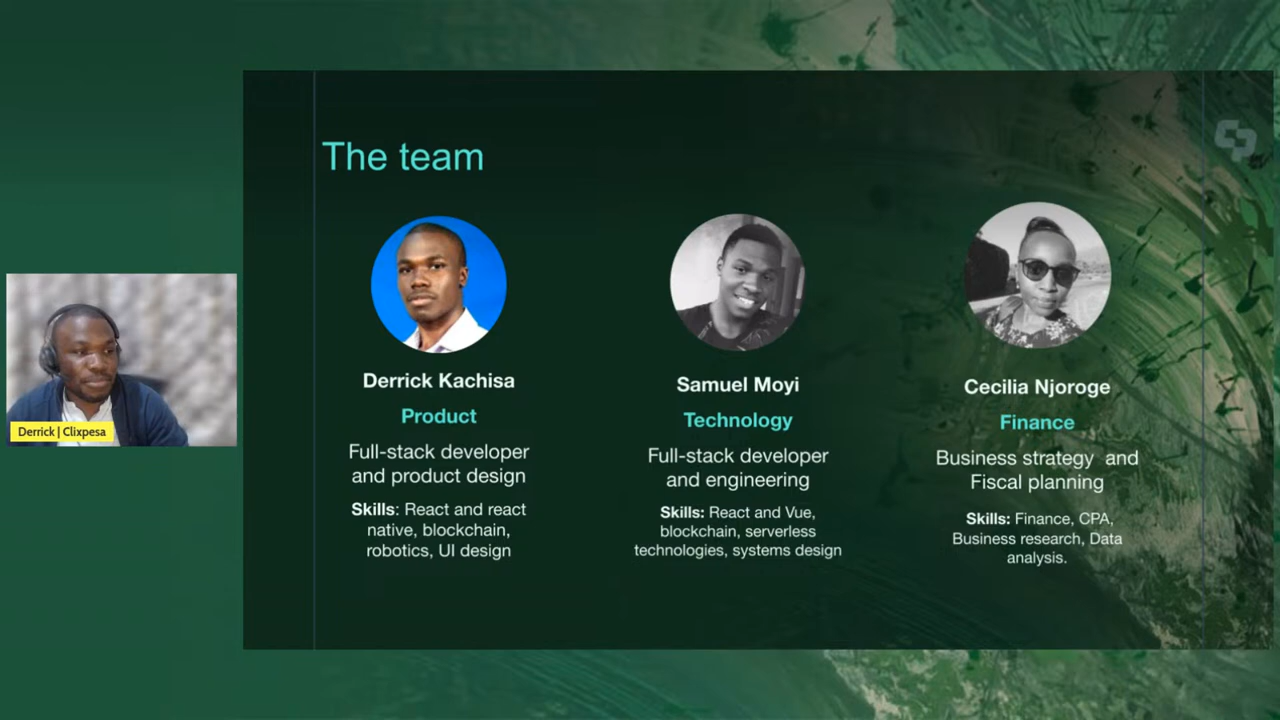 The team
Derrick Kachisa
Product
Full-stack developer
and product design
Skills: React and react
native, blockchain,
robotics, UI design
Samuel Moyi
Technology
Full-stack developer
and engineering
Skills: React and Vue,
blockchain, serverless
technologies, systems design
Cecilia Njoroge
Finance
Business strategy  and
Fiscal planning
Skills: Finance, CPA,
Business research, Data
analysis.
Derrick | Clixpesa